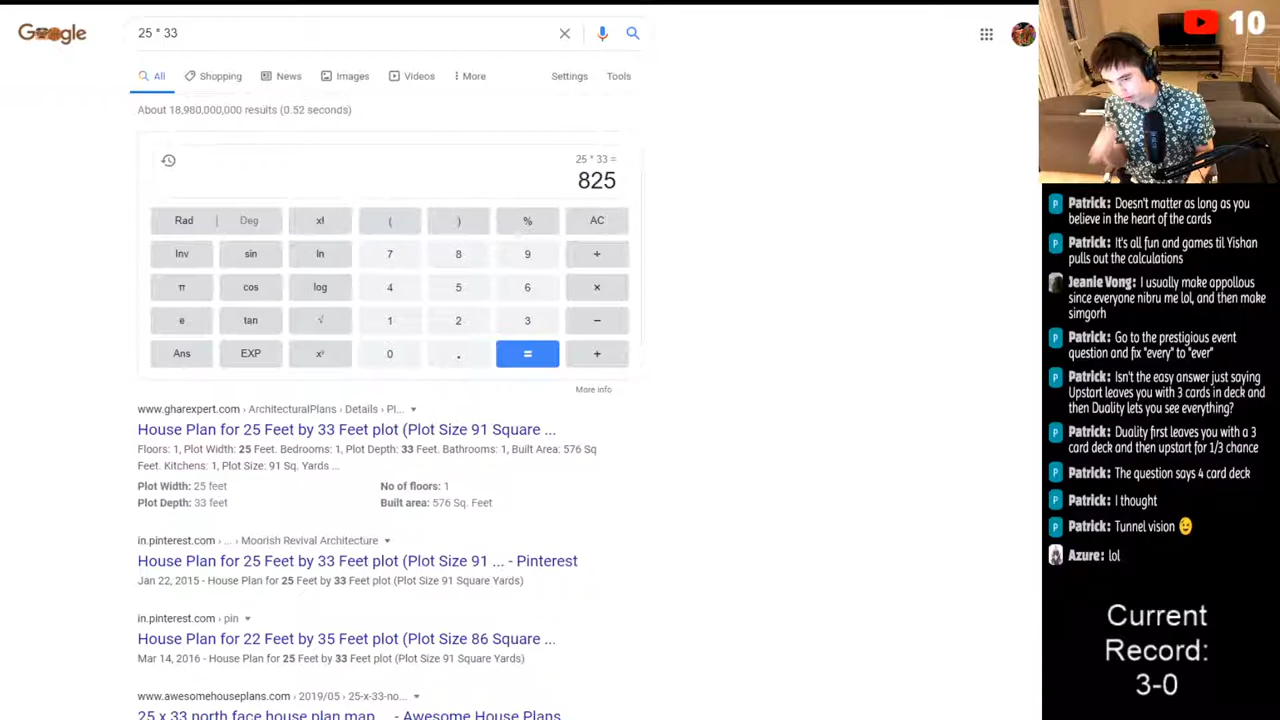 Google
25 * 33
10
All
Shopping
News
Images
Videos
More
Settings
Tools
About 18,980,000,000 results (0.52 seconds)
25 * 33 =
825
Rad
Deg
x!
(
)
%
AC
Inv
sin
ln
7
8
9
÷
π
cos
log
4
5
6
×
e
tan
√
1
2
3
−
Ans
EXP
0
.
=
+
More info
www.gharexpert.com › ArchitecturalPlans › Details › Pl...
House Plan for 25 Feet by 33 Feet plot (Plot Size 91 Square ...
Floors: 1, Plot Width: 25 feet. Bedrooms: 1, Plot Depth: 33 feet. Bathrooms: 1, Built Area: 576 Sq
Feet. Kitchens: 1, Plot Size: 91 Sq. Yards ...
Plot Width: 25 feet
No of floors: 1
Plot Depth: 33 feet
Built area: 576 Sq. Feet
in.pinterest.com › ... › Moorish Revival Architecture
House Plan for 25 Feet by 33 Feet plot (Plot Size 91 ... - Pinterest
Jan 22, 2015 - House Plan for 25 Feet by 33 Feet plot (Plot Size 91 Square Yards)
in.pinterest.com › pin
House Plan for 22 Feet by 35 Feet plot (Plot Size 86 Square ...
Mar 14, 2016 - House Plan for 25 Feet by 33 Feet plot (Plot Size 91 Square Yards)
www.awesomehouseplans.com › 2019/05 › 25-x-33-no...
25 x 33 north face house plan map ... - Awesome House Plans
Patrick: Doesn't matter as long as you
believe in the heart of the cards
Patrick: It's all fun and games til Yishan
pulls out the calculations
Jeanie Vong: I usually make appollous
since everyone nibru me lol, and then make
simgorh
Patrick: Go to the prestigious event
question and fix "every" to "ever"
Patrick: Isn't the easy answer just saying
Upstart leaves you with 3 cards in deck and
then Duality lets you see everything?
Patrick: Duality first leaves you with a 3
card deck and then upstart for 1/3 chance
Patrick: The question says 4 card deck
Patrick: I thought
Patrick: Tunnel vision 😉
Azure: lol
Current
Record:
3-0